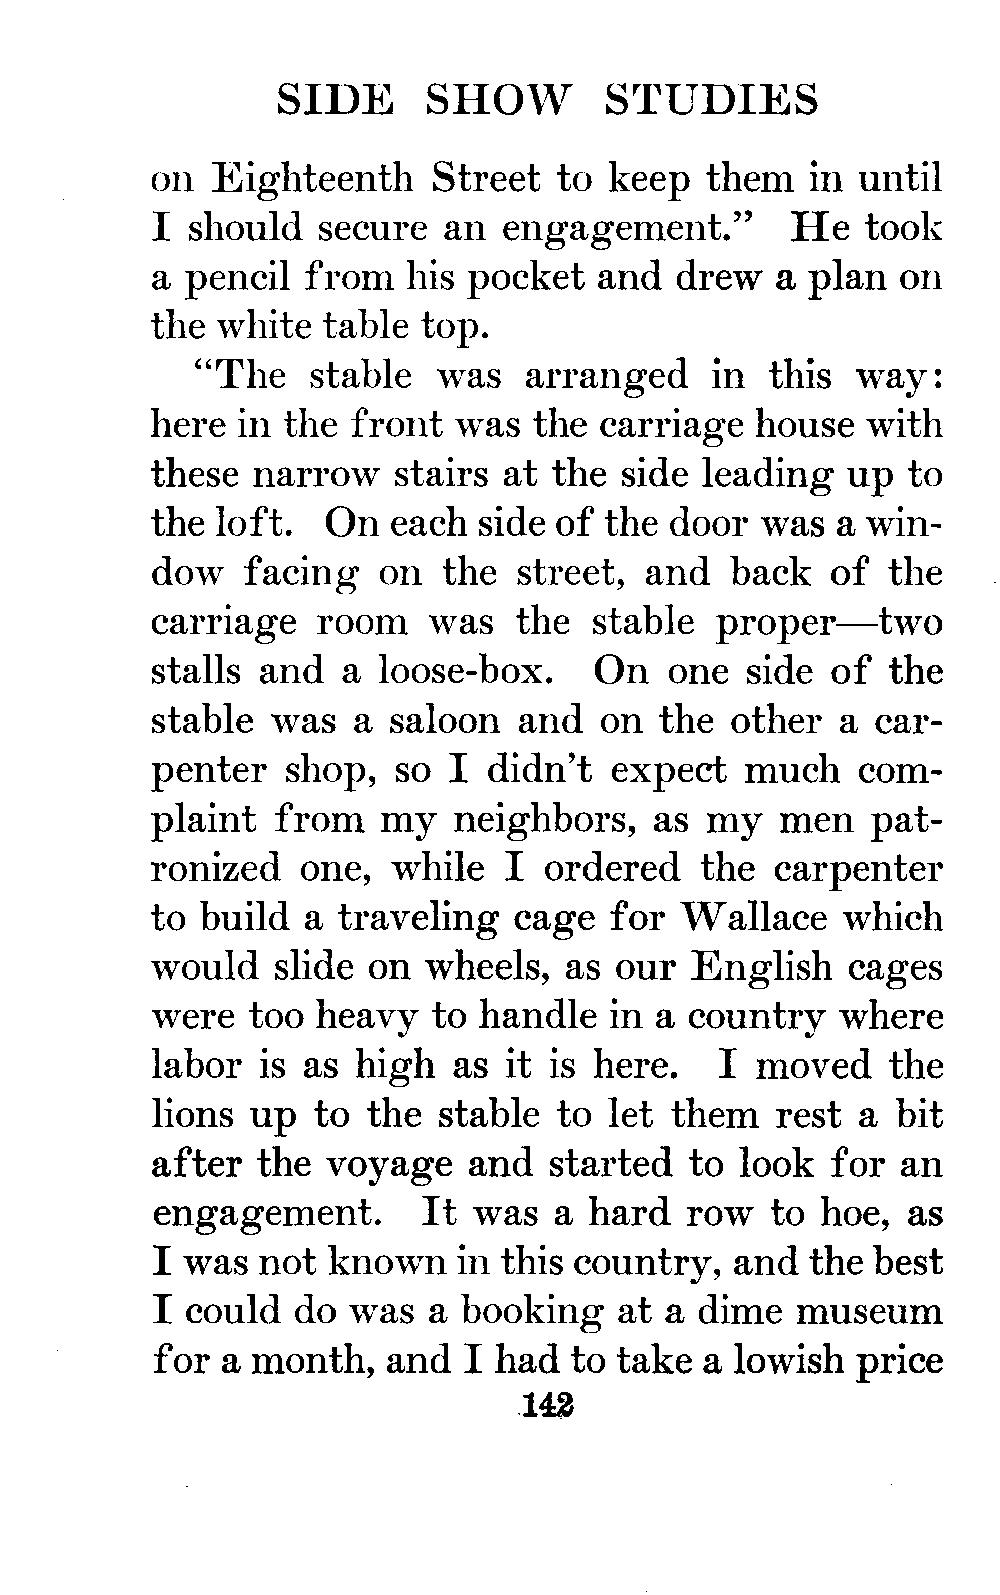 SIDE SHOW STUDIES
on Eighteenth Street to keep them in until
I should secure an engagement.” He took
a pencil from his pocket and drew a plan on
the white table top.
“The stable was arranged in this way:
here in the front was the carriage house with
these narrow stairs at the side leading up to
the loft. On each side of the door was a win-
dow facing on the street, and back of the
carriage room was the stable proper—two
stalls and a loose-box. On one side of the
stable was a saloon and on the other a car-
penter shop, so I didn’t expect much com-
plaint from my neighbors, as my men pat-
ronized one, while I ordered the carpenter
to build a traveling cage for Wallace which
would slide on wheels, as our English cages
were too heavy to handle in a country where
labor is as high as it is here. I moved the
lions up to the stable to let them rest a bit
after the voyage and started to look for an
engagement. It was a hard row to hoe, as
I was not known in this country, and the best
I could do was a booking at a dime museum
for a month, and I had to take a lowish price
142